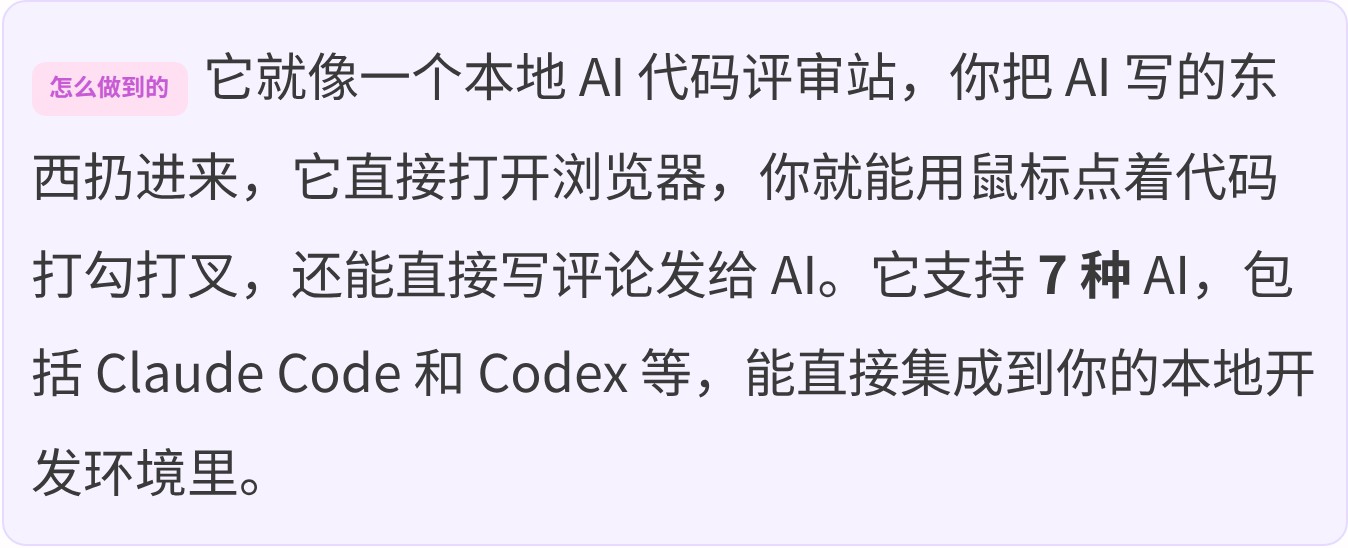 怎么做到的 它就像一个本地 AI 代码评审站，你把 AI 写的东
西扔进来，它直接打开浏览器，你就能用鼠标点着代码
打勾打叉，还能直接写评论发给 AI。它支持 7 种 AI，包
括 Claude Code 和 Codex 等，能直接集成到你的本地开
发环境里。